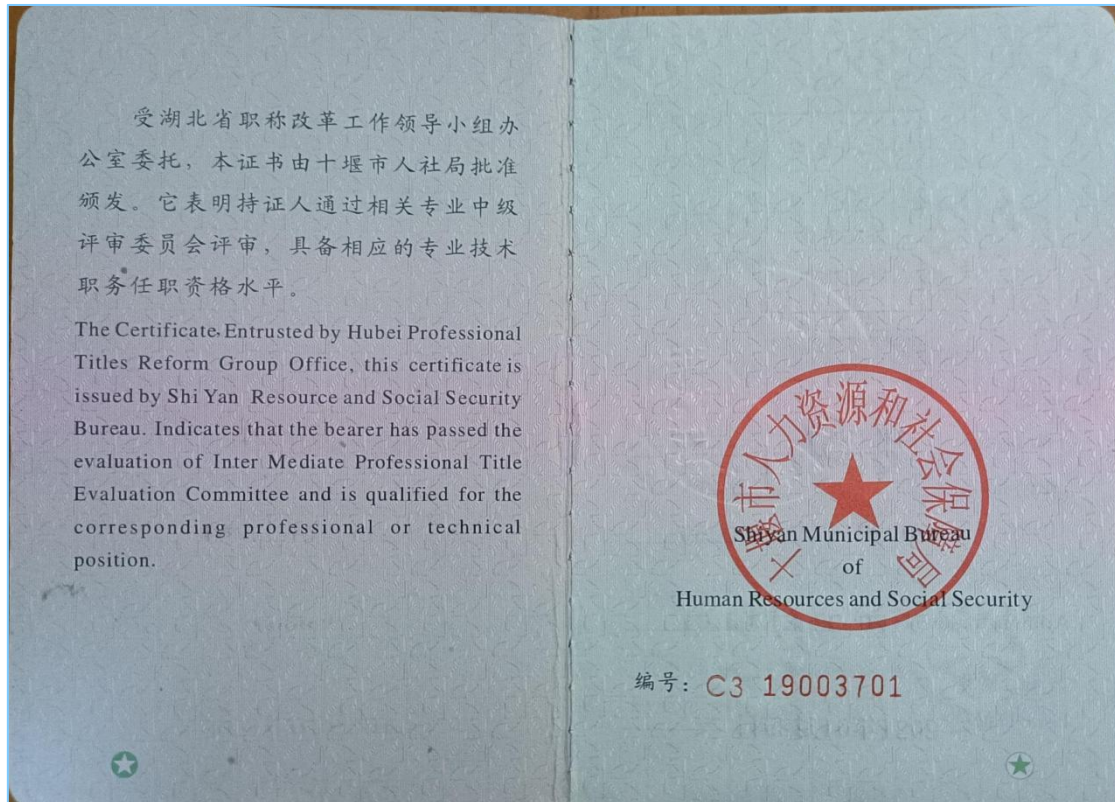 受湖北省职称改革工作领导小组办
公室委托，本证书由十堰市人社局批准
颁发。它表明持证人通过相关专业中级
评审委员会评审，具备相应的专业技术
职务任职资格水平。
The Certificate,Entrusted by Hubei Professional
Titles Reform Group Office, this certificate is
issued by Shi Yan Resource and Social Security
Bureau. Indicates that the bearer has passed the
evaluation of Inter Mediate Professional Title
Evaluation Committee and is qualified for the
corresponding professional or technical
position.
十堰市人力资源和社会保障局
Shiyan Municipal Bureau
of
Human Resources and Social Security
编号：C3 19003701